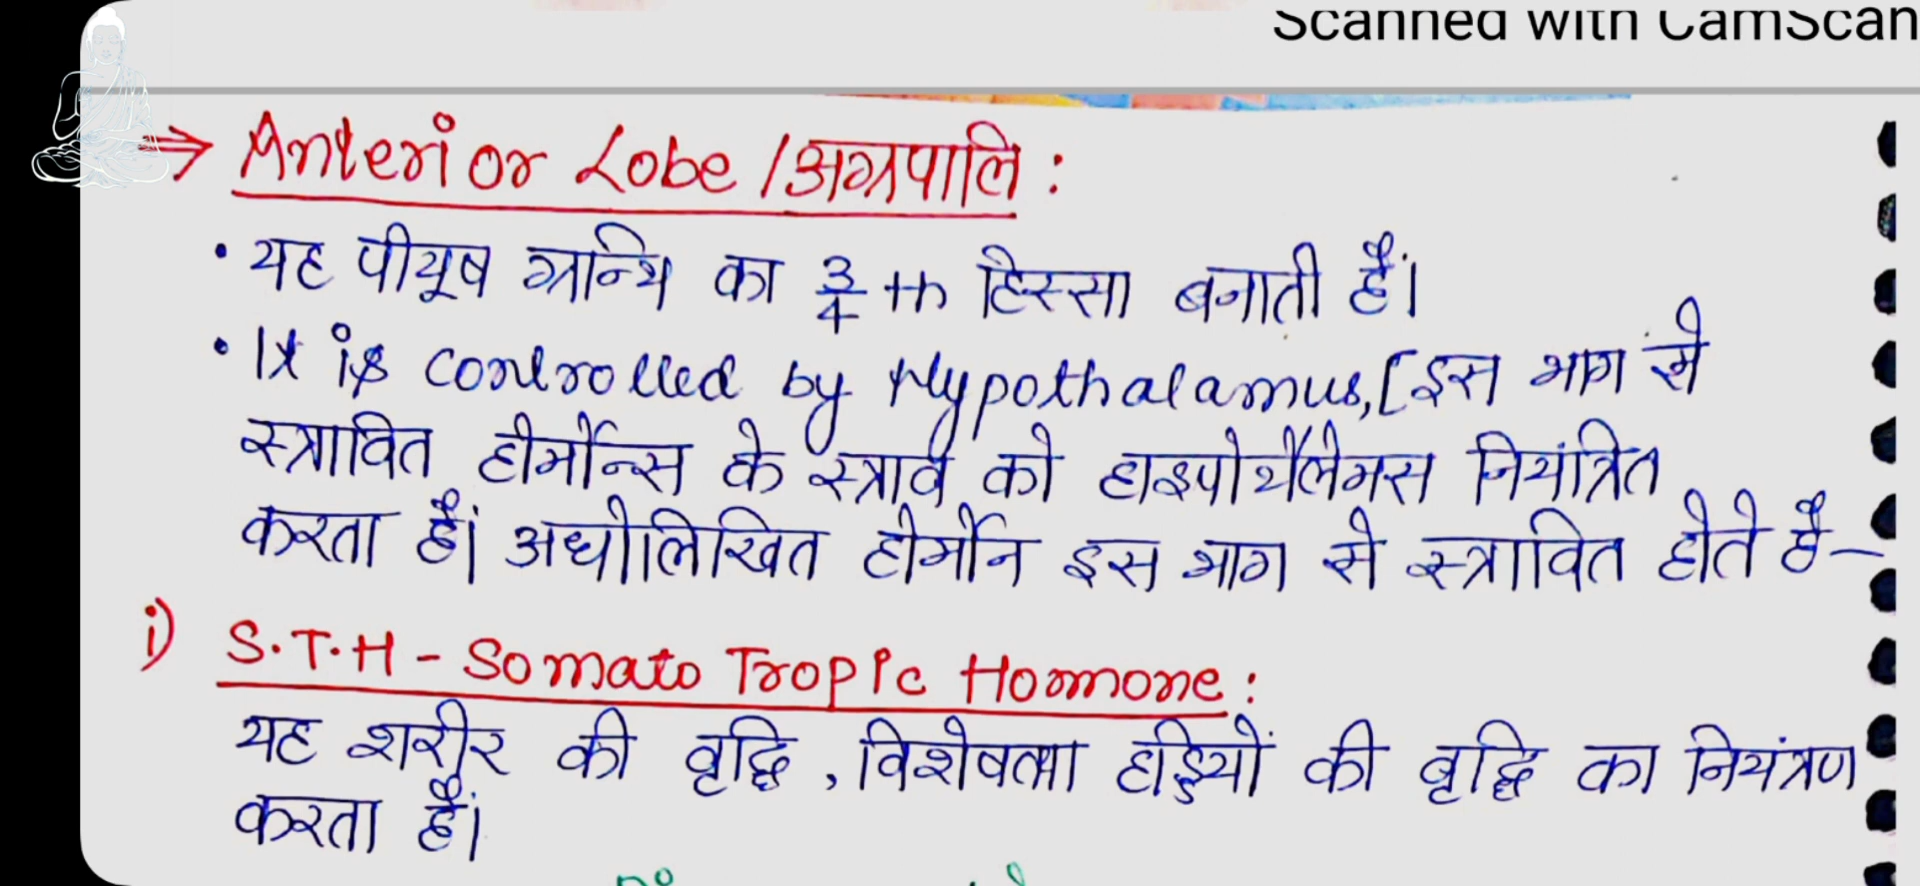 Scanned with CamScan
⇒ Anterior Lobe / अग्रपालि :
• यह पीयूष ग्रन्थि का 3/4 th हिस्सा बनाती है।
• It is controlled by Hypothalamus, [इस भाग से
स्त्रावित हॉर्मोन्स के स्त्राव को हाइपोथैलेमस नियंत्रित
करता है। अधोलिखित हॉर्मोन इस भाग से स्त्रावित होते है-
i) S.T.H - Somato Tropic Hormone :
यह शरीर की वृद्धि, विशेषतया हड्डियों की वृद्धि का नियंत्रण
करता है।